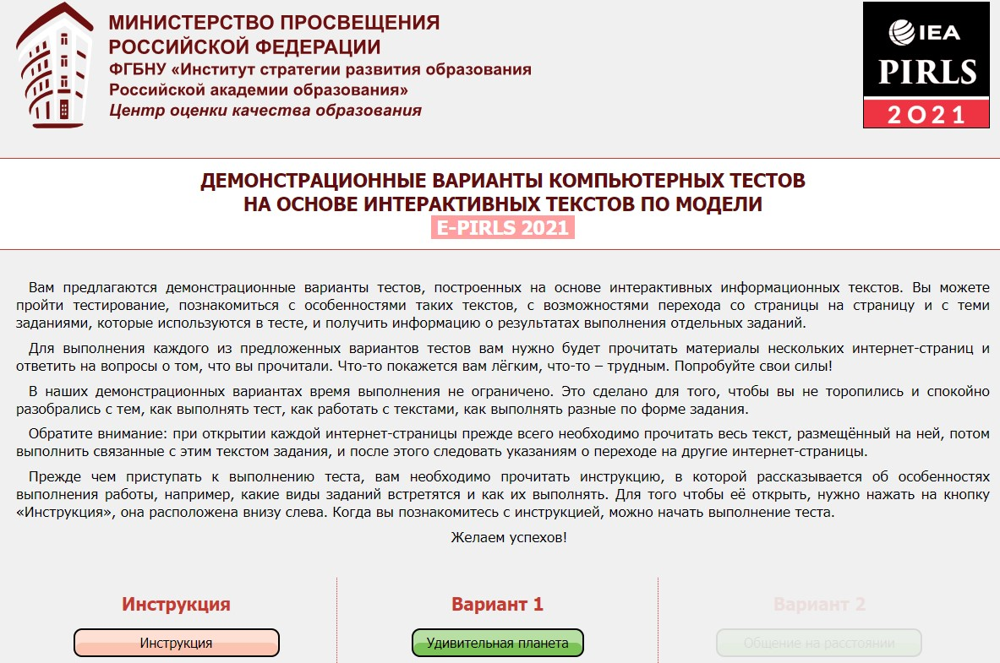 МИНИСТЕРСТВО ПРОСВЕЩЕНИЯ
РОССИЙСКОЙ ФЕДЕРАЦИИ
ФГБНУ «Институт стратегии развития образования
Российской академии образования»
Центр оценки качества образования
IEA
PIRLS
2021
ДЕМОНСТРАЦИОННЫЕ ВАРИАНТЫ КОМПЬЮТЕРНЫХ ТЕСТОВ
НА ОСНОВЕ ИНТЕРАКТИВНЫХ ТЕКСТОВ ПО МОДЕЛИ
E-PIRLS 2021
Вам предлагаются демонстрационные варианты тестов, построенных на основе интерактивных информационных текстов. Вы можете
пройти тестирование, познакомиться с особенностями таких текстов, с возможностями перехода со страницы на страницу и с теми
заданиями, которые используются в тесте, и получить информацию о результатах выполнения отдельных заданий.
Для выполнения каждого из предложенных вариантов тестов вам нужно будет прочитать материалы нескольких интернет-страниц и
ответить на вопросы о том, что вы прочитали. Что-то покажется вам лёгким, что-то – трудным. Попробуйте свои силы!
В наших демонстрационных вариантах время выполнения не ограничено. Это сделано для того, чтобы вы не торопились и спокойно
разобрались с тем, как выполнять тест, как работать с текстами, как выполнять разные по форме задания.
Обратите внимание: при открытии каждой интернет-страницы прежде всего необходимо прочитать весь текст, размещённый на ней, потом
выполнить связанные с этим текстом задания, и после этого следовать указаниям о переходе на другие интернет-страницы.
Прежде чем приступать к выполнению теста, вам необходимо прочитать инструкцию, в которой рассказывается об особенностях
выполнения работы, например, какие виды заданий встретятся и как их выполнять. Для того чтобы её открыть, нужно нажать на кнопку
«Инструкция», она расположена внизу слева. Когда вы познакомитесь с инструкцией, можно начать выполнение теста.
Желаем успехов!
Инструкция
Вариант 1
Вариант 2
Инструкция
Удивительная планета
Общение на расстоянии